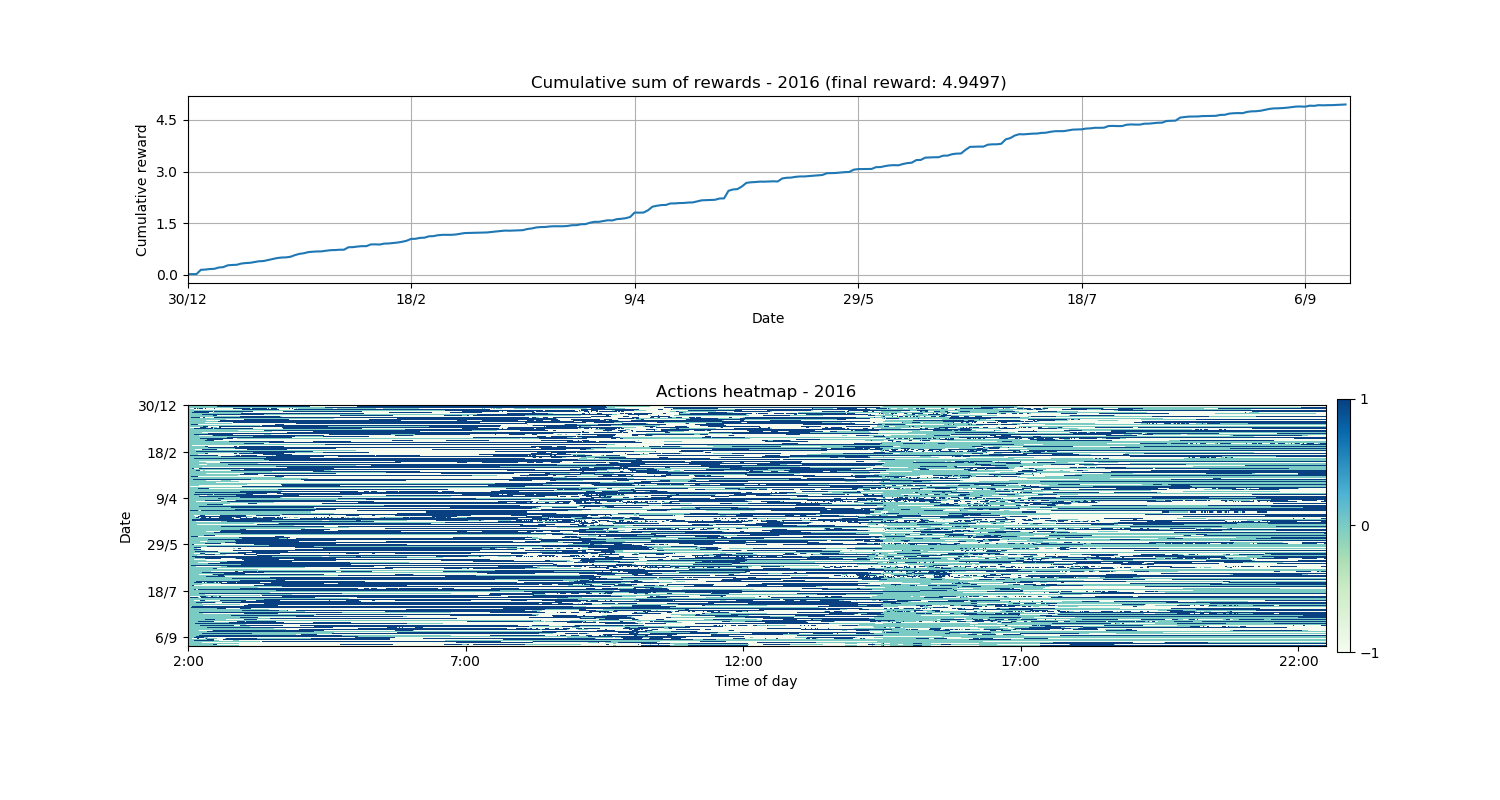 Cumulative sum of rewards - 2016 (final reward: 4.9497)
Cumulative reward
4.5
3.0
1.5
0.0
30/12 18/2 9/4 29/5 18/7 6/9
Date
Actions heatmap - 2016
Date
30/12
18/2
9/4
29/5
18/7
6/9
2:00 7:00 12:00 17:00 22:00
Time of day
1
0
−1